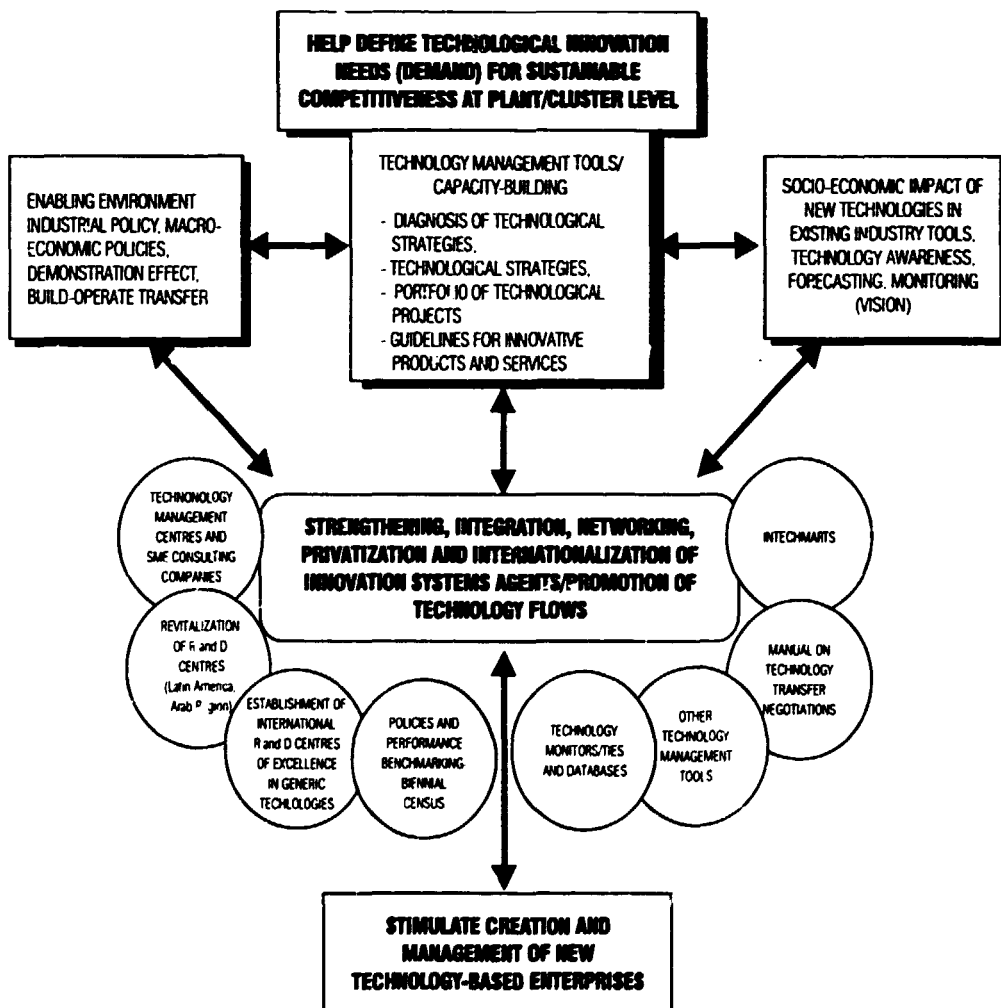 HELP DEFINE TECHNOLOGICAL INNOVATION
NEEDS (DEMAND) FOR SUSTAINABLE
COMPETITIVENESS AT PLANT/CLUSTER LEVEL
TECHNOLOGY MANAGEMENT TOOLS/
CAPACITY-BUILDING
- DIAGNOSIS OF TECHNOLOGICAL
STRATEGIES,
- TECHNOLOGICAL STRATEGIES,
- PORTFOLIO OF TECHNOLOGICAL
PROJECTS
- GUIDELINES FOR INNOVATIVE
PRODUCTS AND SERVICES
ENABLING ENVIRONMENT
INDUSTRIAL POLICY, MACRO-
ECONOMIC POLICIES,
DEMONSTRATION EFFECT,
BUILD-OPERATE TRANSFER
SOCIO-ECONOMIC IMPACT OF
NEW TECHNOLOGIES IN
EXISTING INDUSTRY TOOLS,
TECHNOLOGY AWARENESS,
FORECASTING, MONITORING
(VISION)
STRENGTHENING, INTEGRATION, NETWORKING,
PRIVATIZATION AND INTERNATIONALIZATION OF
INNOVATION SYSTEMS AGENTS/PROMOTION OF
TECHNOLOGY FLOWS
TECHNONOLOGY
MANAGEMENT
CENTRES AND
SME CONSULTING
COMPANIES
REVITALIZATION
OF R and D
CENTRES
(Latin America,
Arab Region)
ESTABLISHMENT OF
INTERNATIONAL
R and D CENTRES
OF EXCELLENCE
IN GENERIC
TECHLOLOGIES
POLICIES AND
PERFORMANCE
BENCHMARKING-
BIENNIAL
CENSUS
TECHNOLOGY
MONITORS/TIES
AND DATABASES
OTHER
TECHNOLOGY
MANAGEMENT
TOOLS
MANUAL ON
TECHNOLOGY
TRANSFER
NEGOTIATIONS
INTECHMARTS
STIMULATE CREATION AND
MANAGEMENT OF NEW
TECHNOLOGY-BASED ENTERPRISES